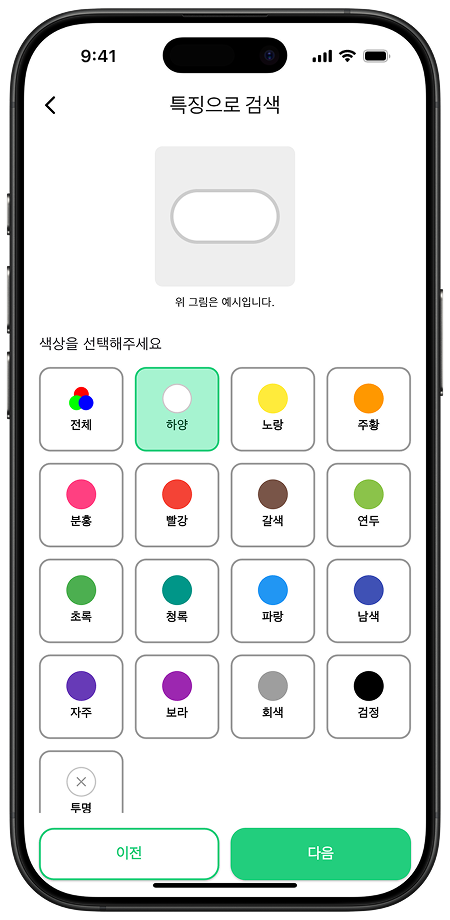 9:41
특징으로 검색
위 그림은 예시입니다.
색상을 선택해주세요
전체
하양
노랑
주황
분홍
빨강
갈색
연두
초록
청록
파랑
남색
자주
보라
회색
검정
투명
이전
다음